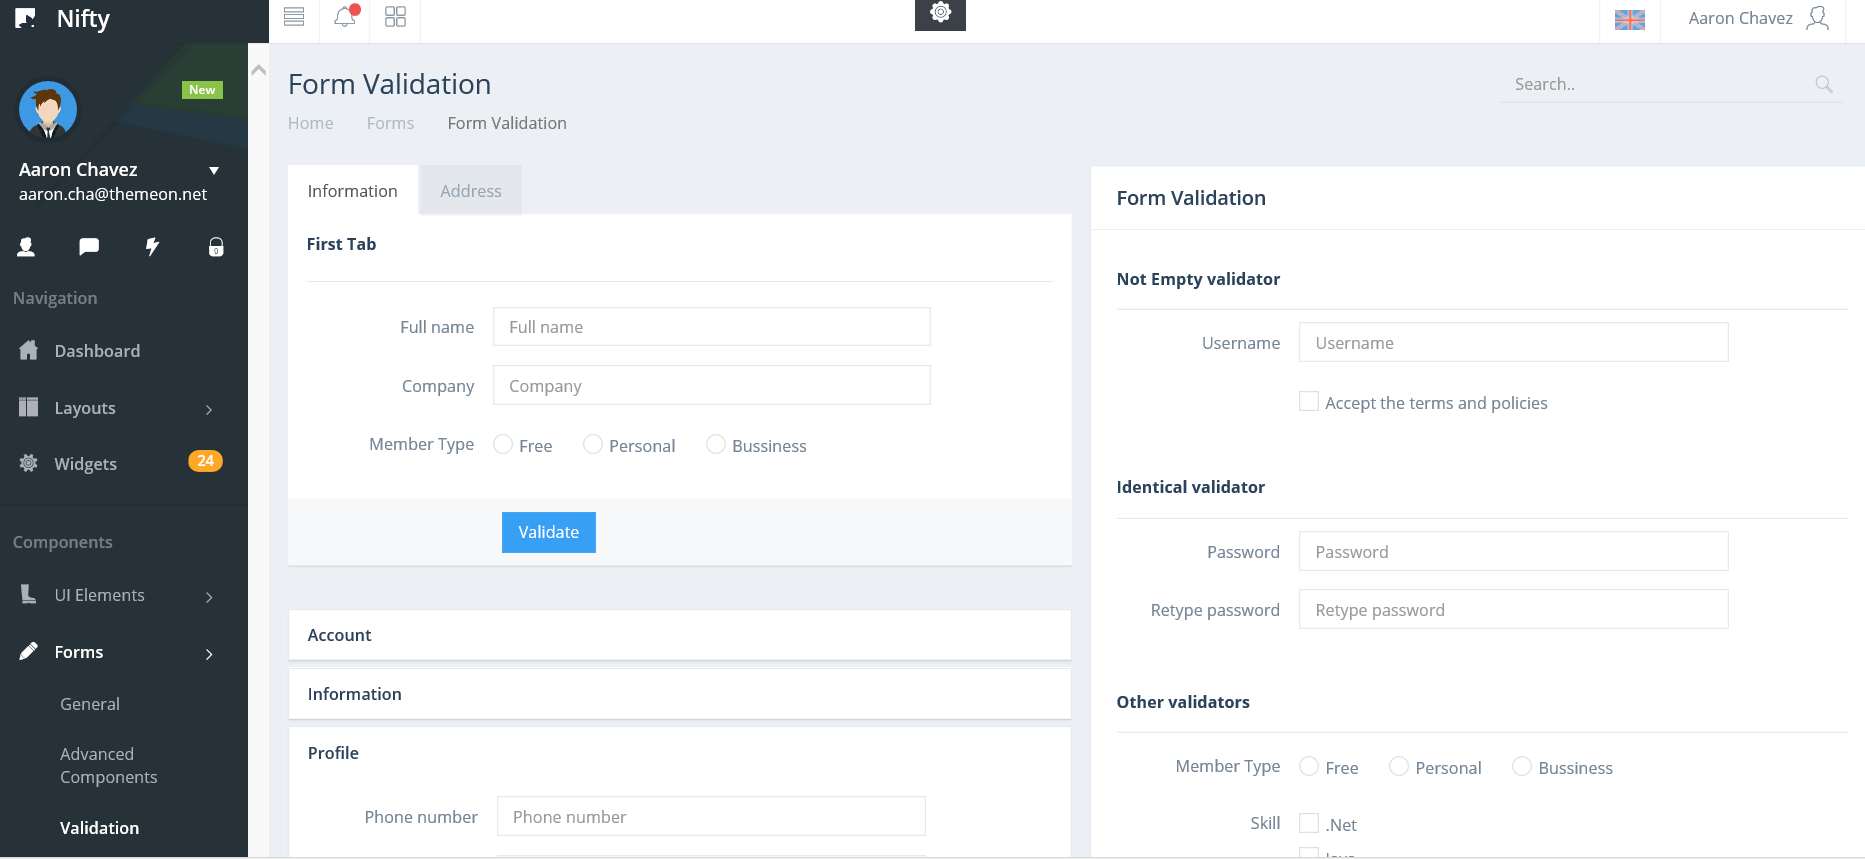 Nifty
Aaron Chavez
New
Aaron Chavez
aaron.cha@themeon.net
0
Navigation
Dashboard
Layouts
Widgets 24
Components
UI Elements
Forms
General
Advanced
Components
Validation
Form Validation
Search..
Home Forms Form Validation
Information Address
First Tab
Full name Full name
Company Company
Member Type Free Personal Bussiness
Validate
Account
Information
Profile
Phone number Phone number
Form Validation
Not Empty validator
Username Username
Accept the terms and policies
Identical validator
Password Password
Retype password Retype password
Other validators
Member Type Free Personal Bussiness
Skill .Net